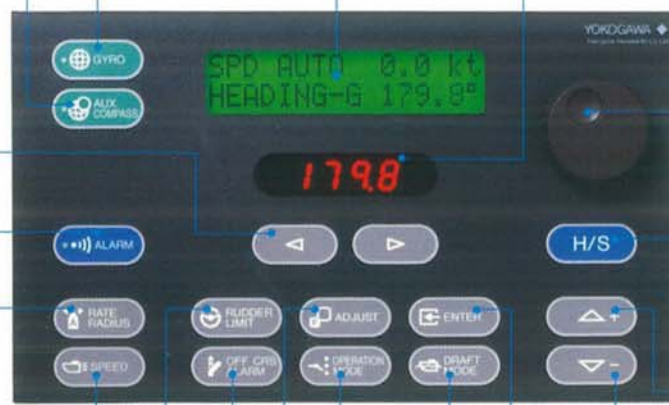 YOKOGAWA
GYRO
SPD AUTO 0.0 kt
HEADING-G 179.8°
AUX
COMPASS
179.8
ALARM
H/S
RATE
RADIUS
RUDDER
LIMIT
ADJUST
ENTER
+
SPEED
OFF CRS
ALARM
OPERATION
MODE
DRAFT
MODE
-